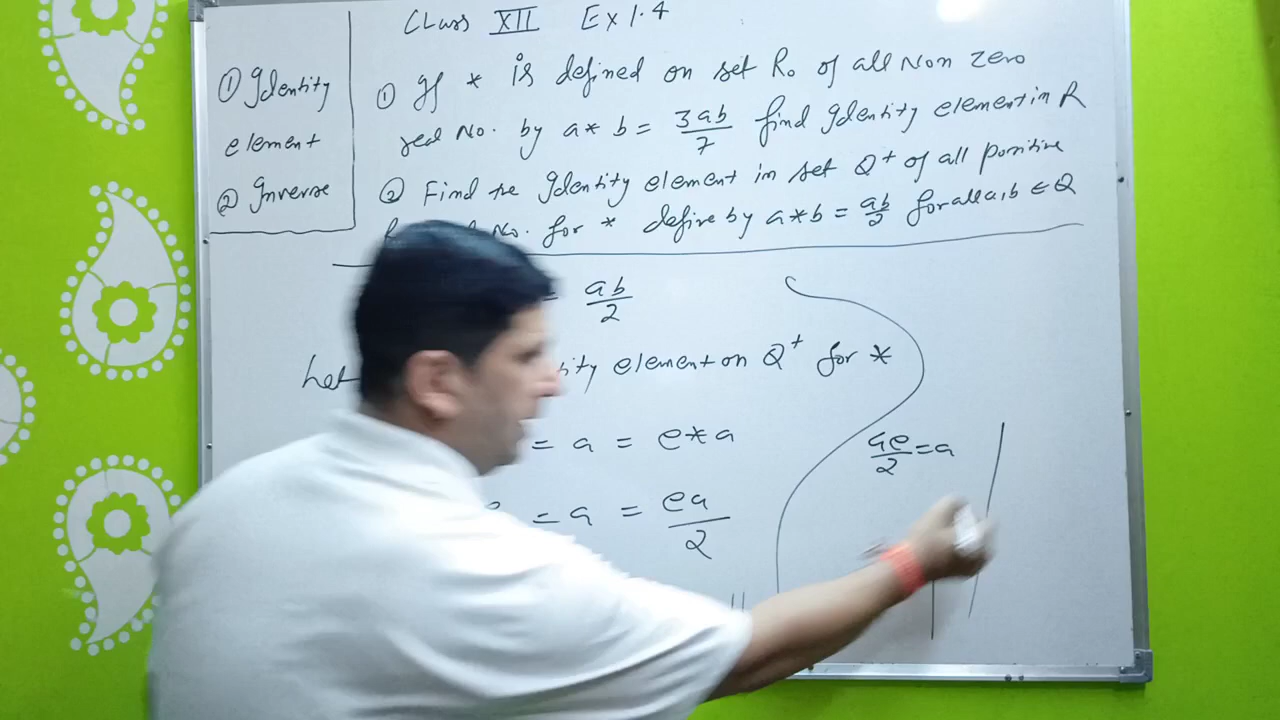 Class XII Ex 1.4
① Identity
element
② Inverse
① If * is defined on set R₀ of all Non zero
real No. by a * b = 3ab/7 find Identity element in R
② Find the Identity element in set Q⁺ of all positive
No. for * define by a*b = ab/2 for all a,b ∈ Q
= ab/2
Let element on Q⁺ for *
= a = e*a
= a = ea/2
ae/2 = a